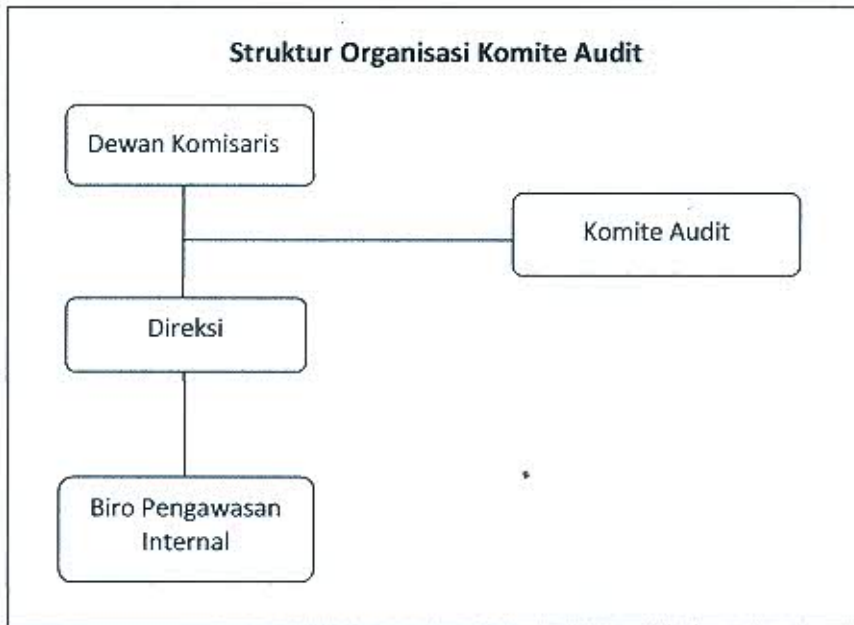 Struktur Organisasi Komite Audit
Dewan Komisaris
Komite Audit
Direksi
Biro Pengawasan
Internal